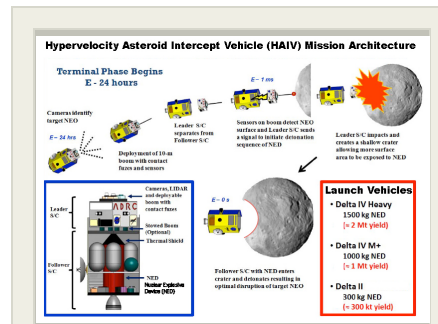 Hypervelocity Asteroid Intercept Vehicle (HAIV) Mission Architecture
Terminal Phase Begins
E - 24 hours
Cameras identify
target NEO
E – 24 hrs
Deployment of 10-m
boom with contact
fuses and sensors
Leader S/C
separates from
Follower S/C
E – 1 ms
Sensors on boom detect NEO
surface and Leader S/C sends
a signal to initiate detonation
sequence of NED
Leader S/C impacts and
creates a shallow crater
allowing more surface
area to be exposed to NED
Cameras, LIDAR
and deployable
boom with
contact fuzes
ADRC
Leader
S/C
Stowed Boom
(Optional)
Thermal Shield
Follower
S/C
NED
Nuclear Explosive
Device (NED)
E – 0 s
Follower S/C with NED enters
crater and detonates resulting in
optimal disruption of target NEO
Launch Vehicles
• Delta IV Heavy
1500 kg NED
(≈ 2 Mt yield)
• Delta IV M+
1000 kg NED
(≈ 1 Mt yield)
• Delta II
300 kg NED
(≈ 300 kt yield)